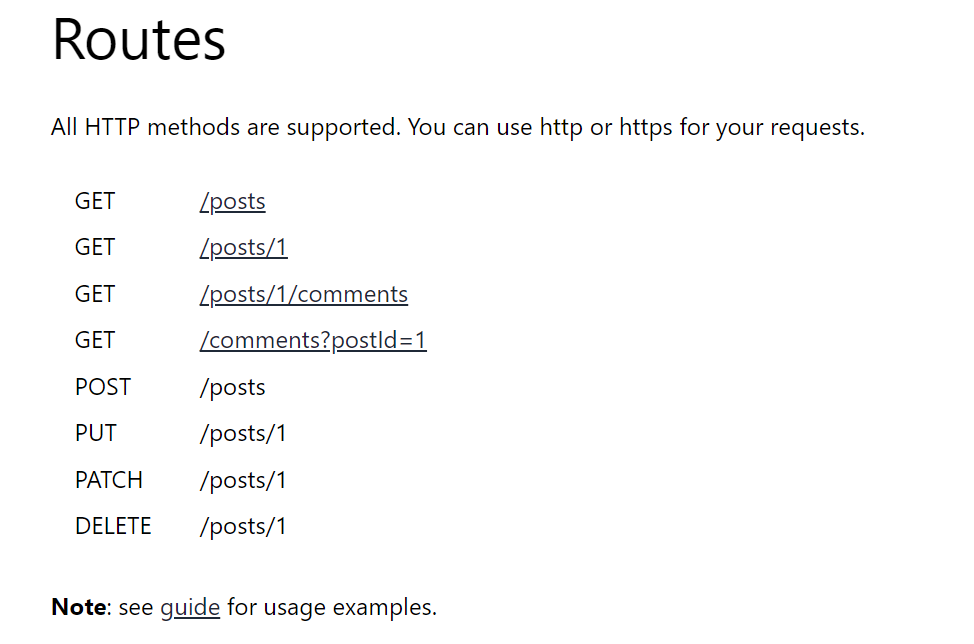 Routes
All HTTP methods are supported. You can use http or https for your requests.
GET /posts
GET /posts/1
GET /posts/1/comments
GET /comments?postId=1
POST /posts
PUT /posts/1
PATCH /posts/1
DELETE /posts/1
Note: see guide for usage examples.